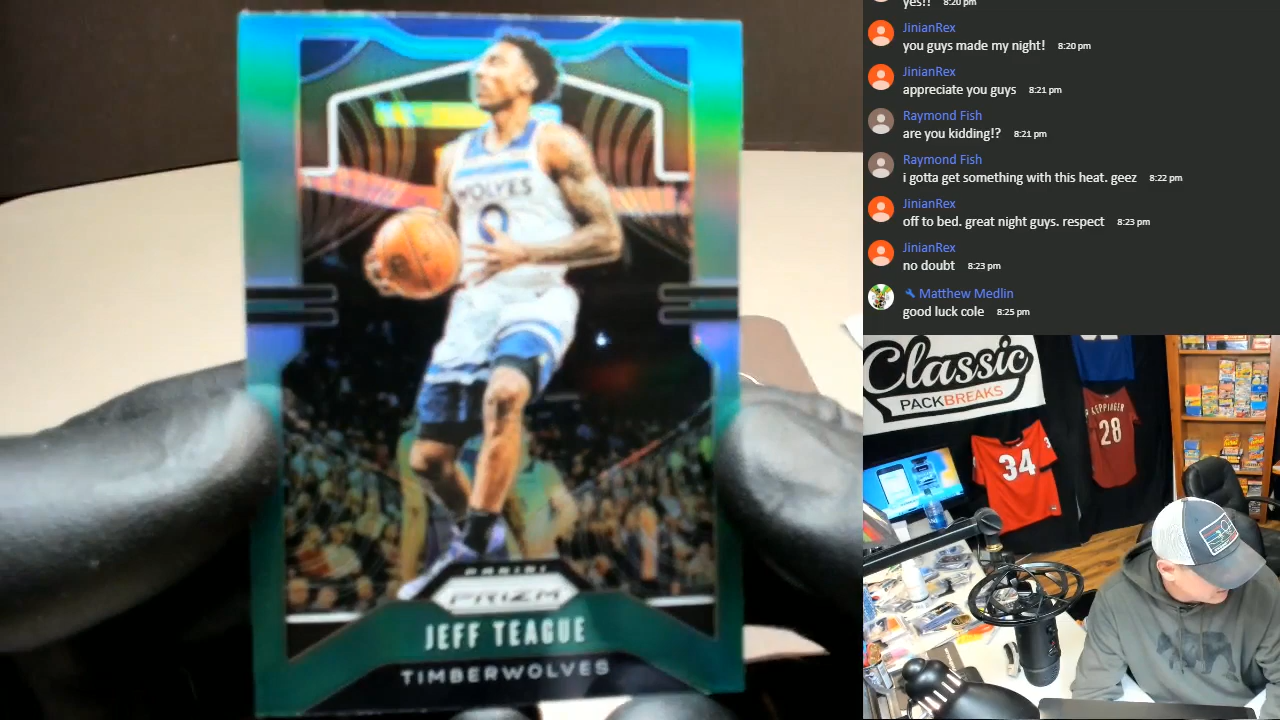 WOLVES
0
PANINI
PRIZM
JEFF TEAGUE
TIMBERWOLVES
8:20 pm
JinianRex
you guys made my night! 8:20 pm
JinianRex
appreciate you guys 8:21 pm
Raymond Fish
are you kidding!? 8:21 pm
Raymond Fish
i gotta get something with this heat. geez 8:22 pm
JinianRex
off to bed. great night guys. respect 8:23 pm
JinianRex
no doubt 8:23 pm
Matthew Medlin
good luck cole 8:25 pm
Classic
PACKBREAKS
34
KEPPINGER
28